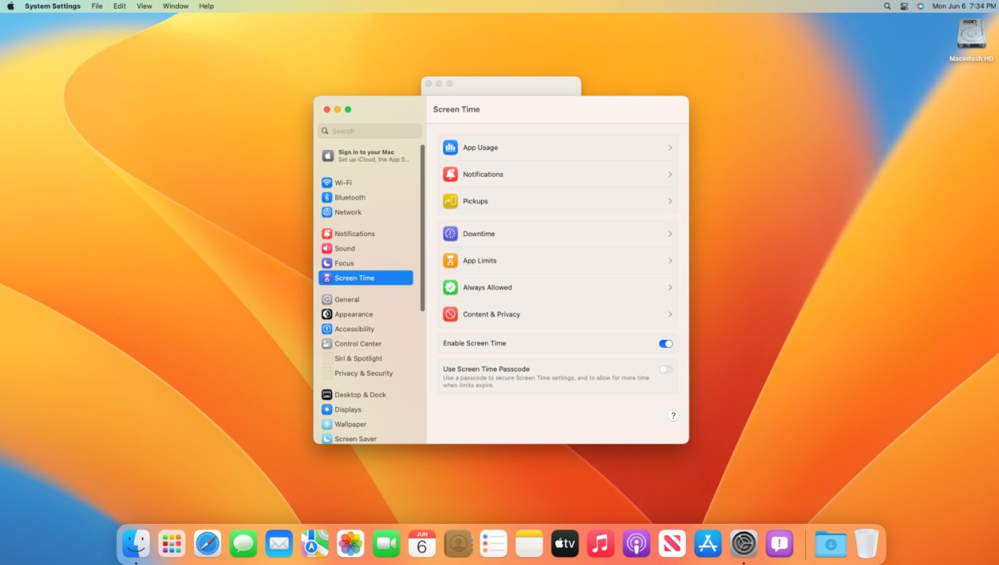 System Settings File Edit View Window Help Mon Jun 6 7:34 PM
Macintosh HD
Screen Time
Search
Sign in to your Mac
Set up iCloud, the App S...
Wi-Fi
Bluetooth
Network
Notifications
Sound
Focus
Screen Time
General
Appearance
Accessibility
Control Center
Siri & Spotlight
Privacy & Security
Desktop & Dock
Displays
Wallpaper
Screen Saver
App Usage
Notifications
Pickups
Downtime
App Limits
Always Allowed
Content & Privacy
Enable Screen Time
Use Screen Time Passcode
Use a passcode to secure Screen Time settings, and to allow for more time
when limits expire.
?
JUN
6
tv